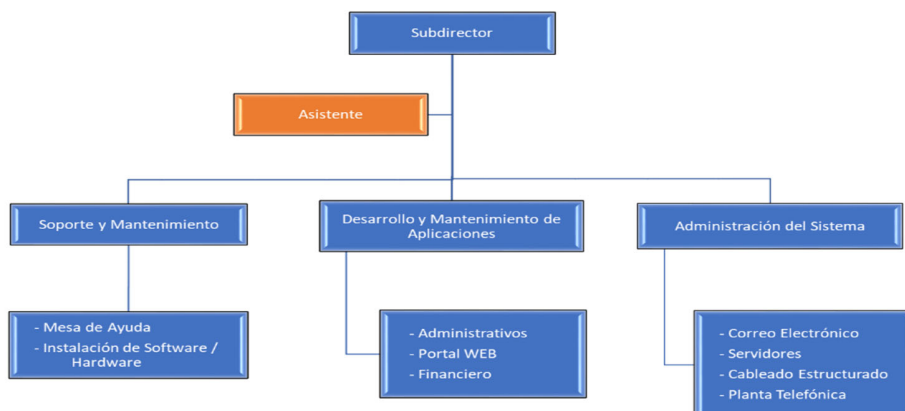 Subdirector
Asistente
Soporte y Mantenimiento
Desarrollo y Mantenimiento de
Aplicaciones
Administración del Sistema
- Mesa de Ayuda
- Instalación de Software /
Hardware
- Administrativos
- Portal WEB
- Financiero
- Correo Electrónico
- Servidores
- Cableado Estructurado
- Planta Telefónica